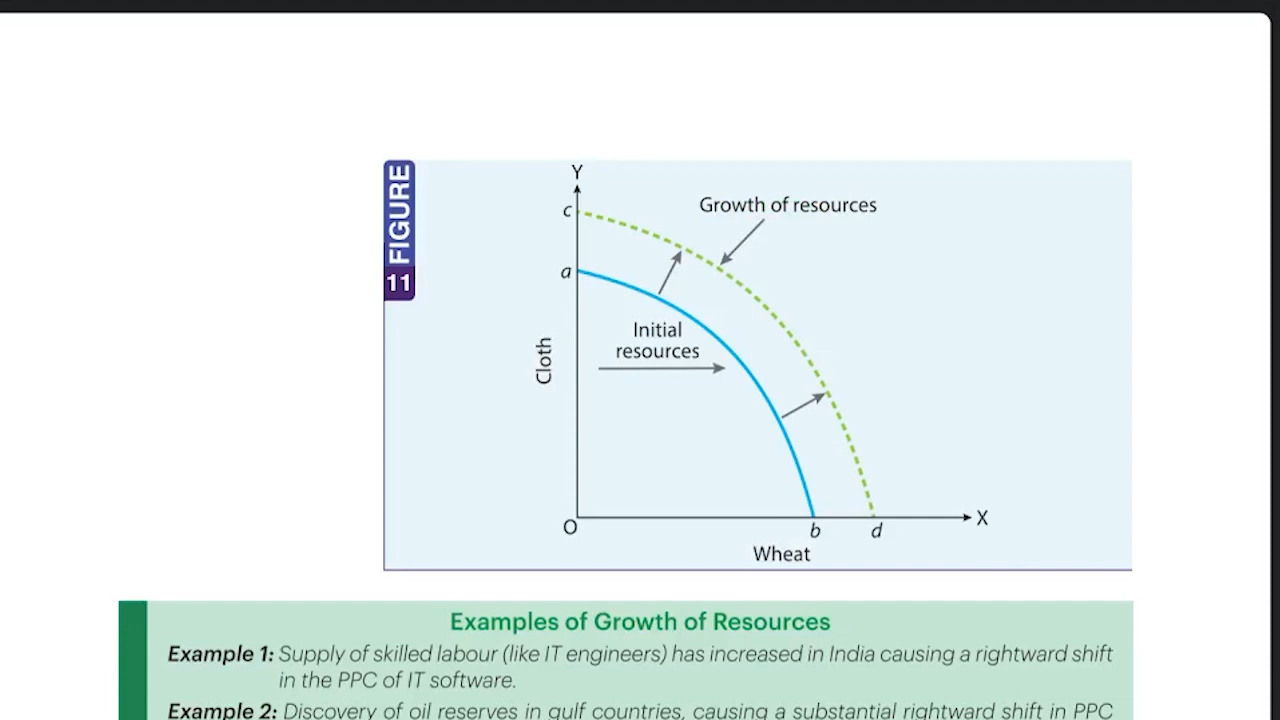 FIGURE
11
Y
c
Growth of resources
a
Initial
resources
Cloth
O
b
d
X
Wheat
Examples of Growth of Resources
Example 1: Supply of skilled labour (like IT engineers) has increased in India causing a rightward shift
in the PPC of IT software.
Example 2: Discovery of oil reserves in gulf countries, causing a substantial rightward shift in PPC